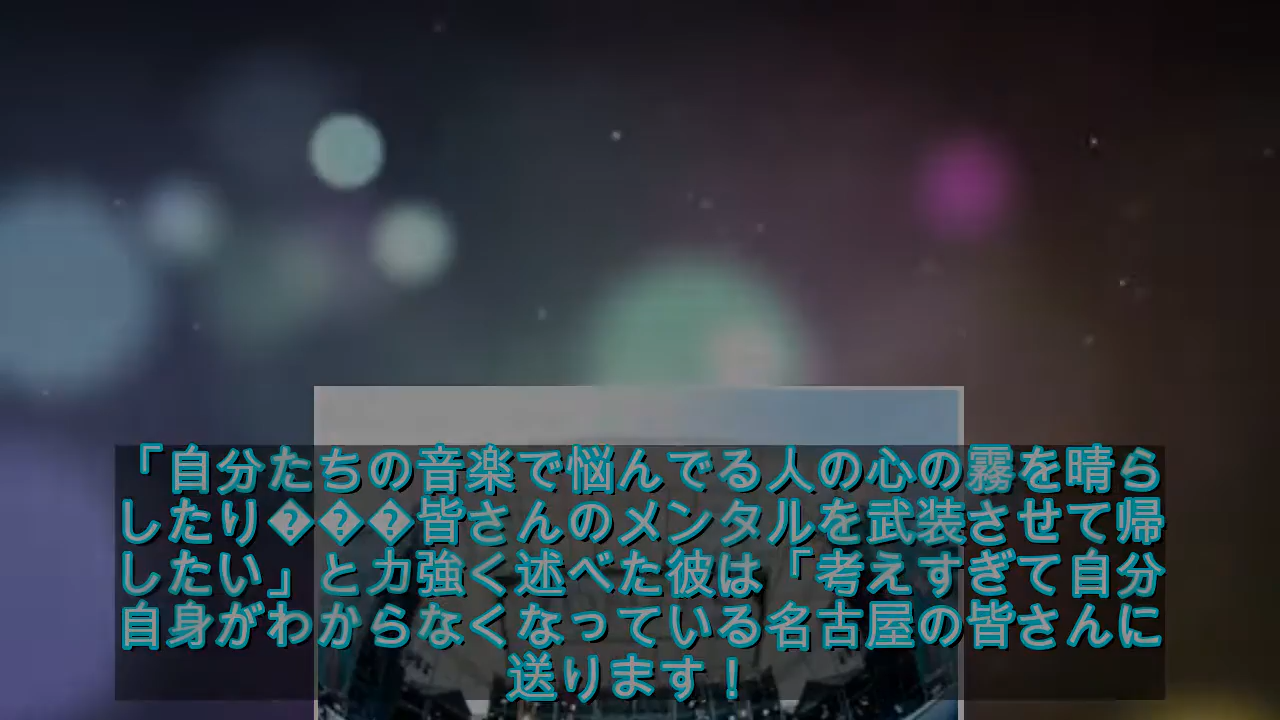 「自分たちの音楽で悩んでる人の心の霧を晴ら
したり���皆さんのメンタルを武装させて帰
したい」と力強く述べた彼は「考えすぎて自分
自身がわからなくなっている名古屋の皆さんに
送ります！